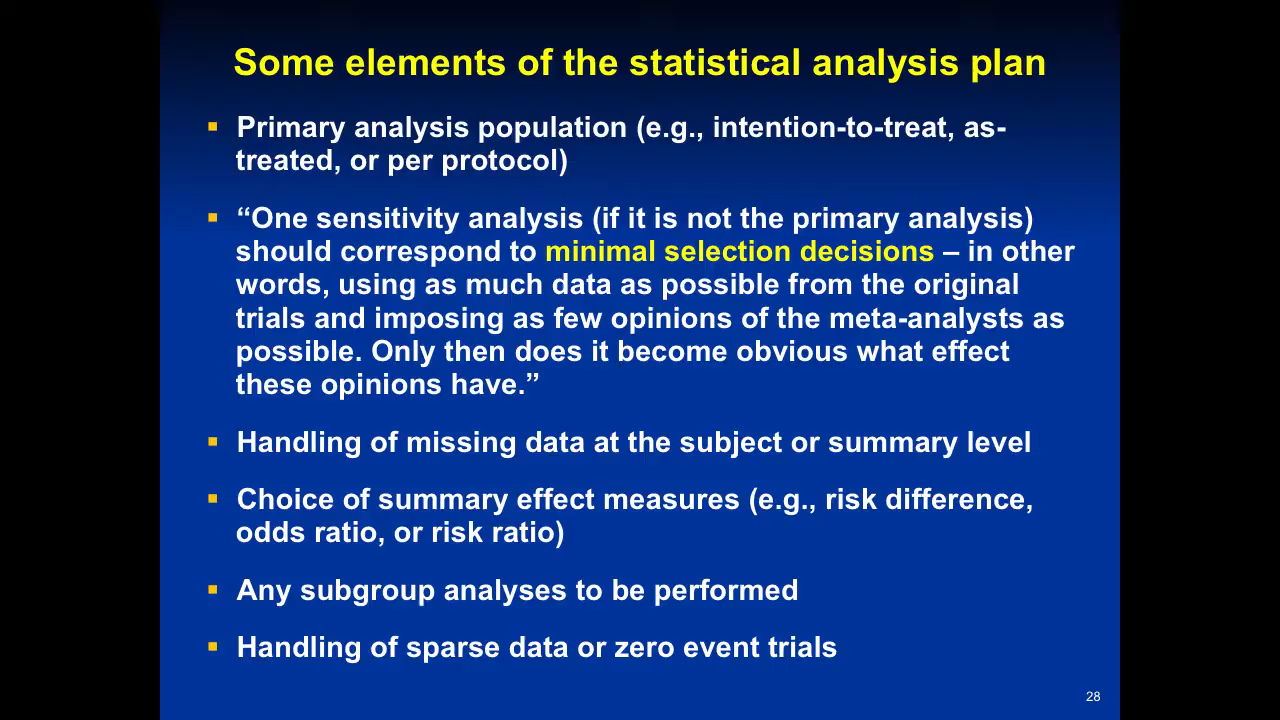 Some elements of the statistical analysis plan
▪ Primary analysis population (e.g., intention-to-treat, as-
treated, or per protocol)
▪ “One sensitivity analysis (if it is not the primary analysis)
should correspond to minimal selection decisions – in other
words, using as much data as possible from the original
trials and imposing as few opinions of the meta-analysts as
possible. Only then does it become obvious what effect
these opinions have.”
▪ Handling of missing data at the subject or summary level
▪ Choice of summary effect measures (e.g., risk difference,
odds ratio, or risk ratio)
▪ Any subgroup analyses to be performed
▪ Handling of sparse data or zero event trials
28